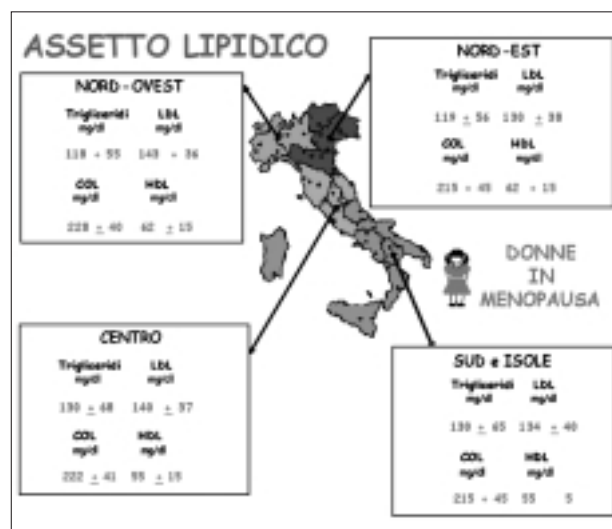 ASSETTO LIPIDICO
NORD-OVEST
Trigliceridi LDL
mg/dl mg/dl
118 + 55 143 + 36
COL HDL
mg/dl mg/dl
228 ± 40 62 ± 15
NORD-EST
Trigliceridi LDL
mg/dl mg/dl
119 ± 56 130 ± 38
COL HDL
mg/dl mg/dl
215 + 45 62 + 15
DONNE
IN
MENOPAUSA
CENTRO
Trigliceridi LDL
mg/dl mg/dl
130 ± 68 140 ± 37
COL HDL
mg/dl mg/dl
222 ± 41 55 ± 15
SUD e ISOLE
Trigliceridi LDL
mg/dl mg/dl
130 ± 65 134 ± 40
COL HDL
mg/dl mg/dl
215 + 45 55 5